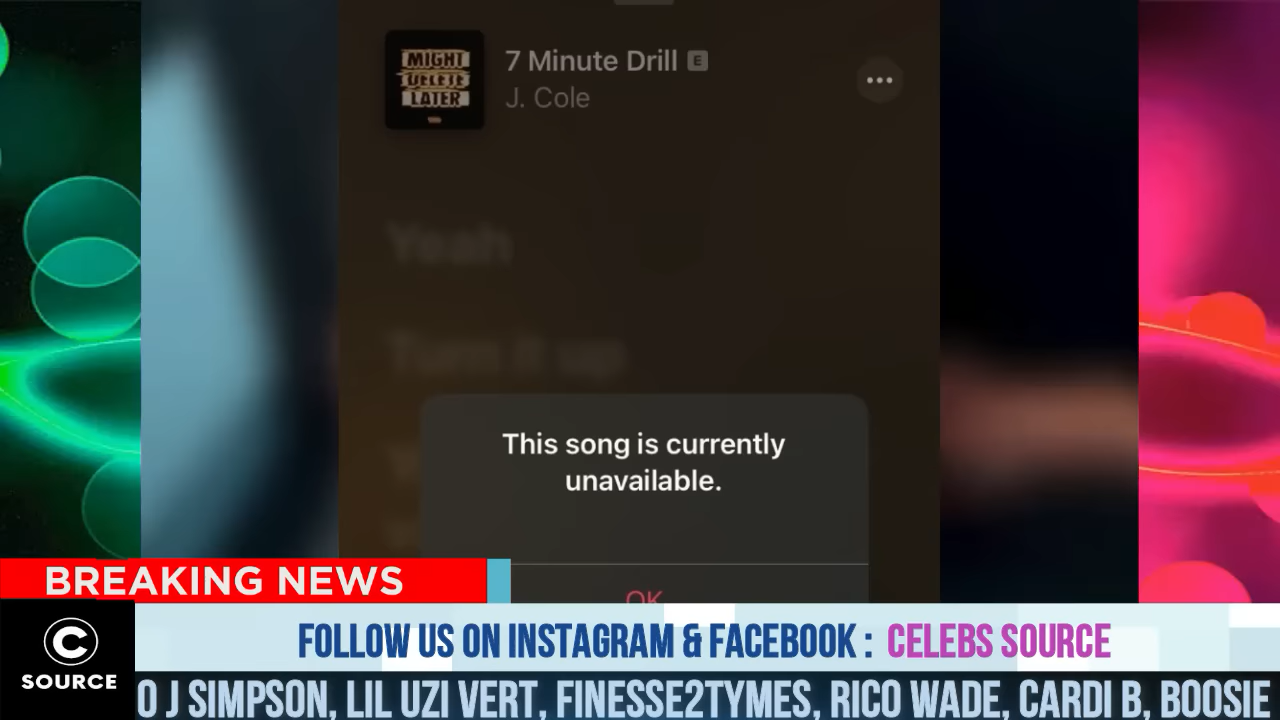 MIGHT
DELETE
LATER
7 Minute Drill E
J. Cole
Yeah
Turn it up
This song is currently
unavailable.
OK
BREAKING NEWS
C
SOURCE
FOLLOW US ON INSTAGRAM & FACEBOOK : CELEBS SOURCE
O J SIMPSON, LIL UZI VERT, FINESSE2TYMES, RICO WADE, CARDI B, BOOSIE